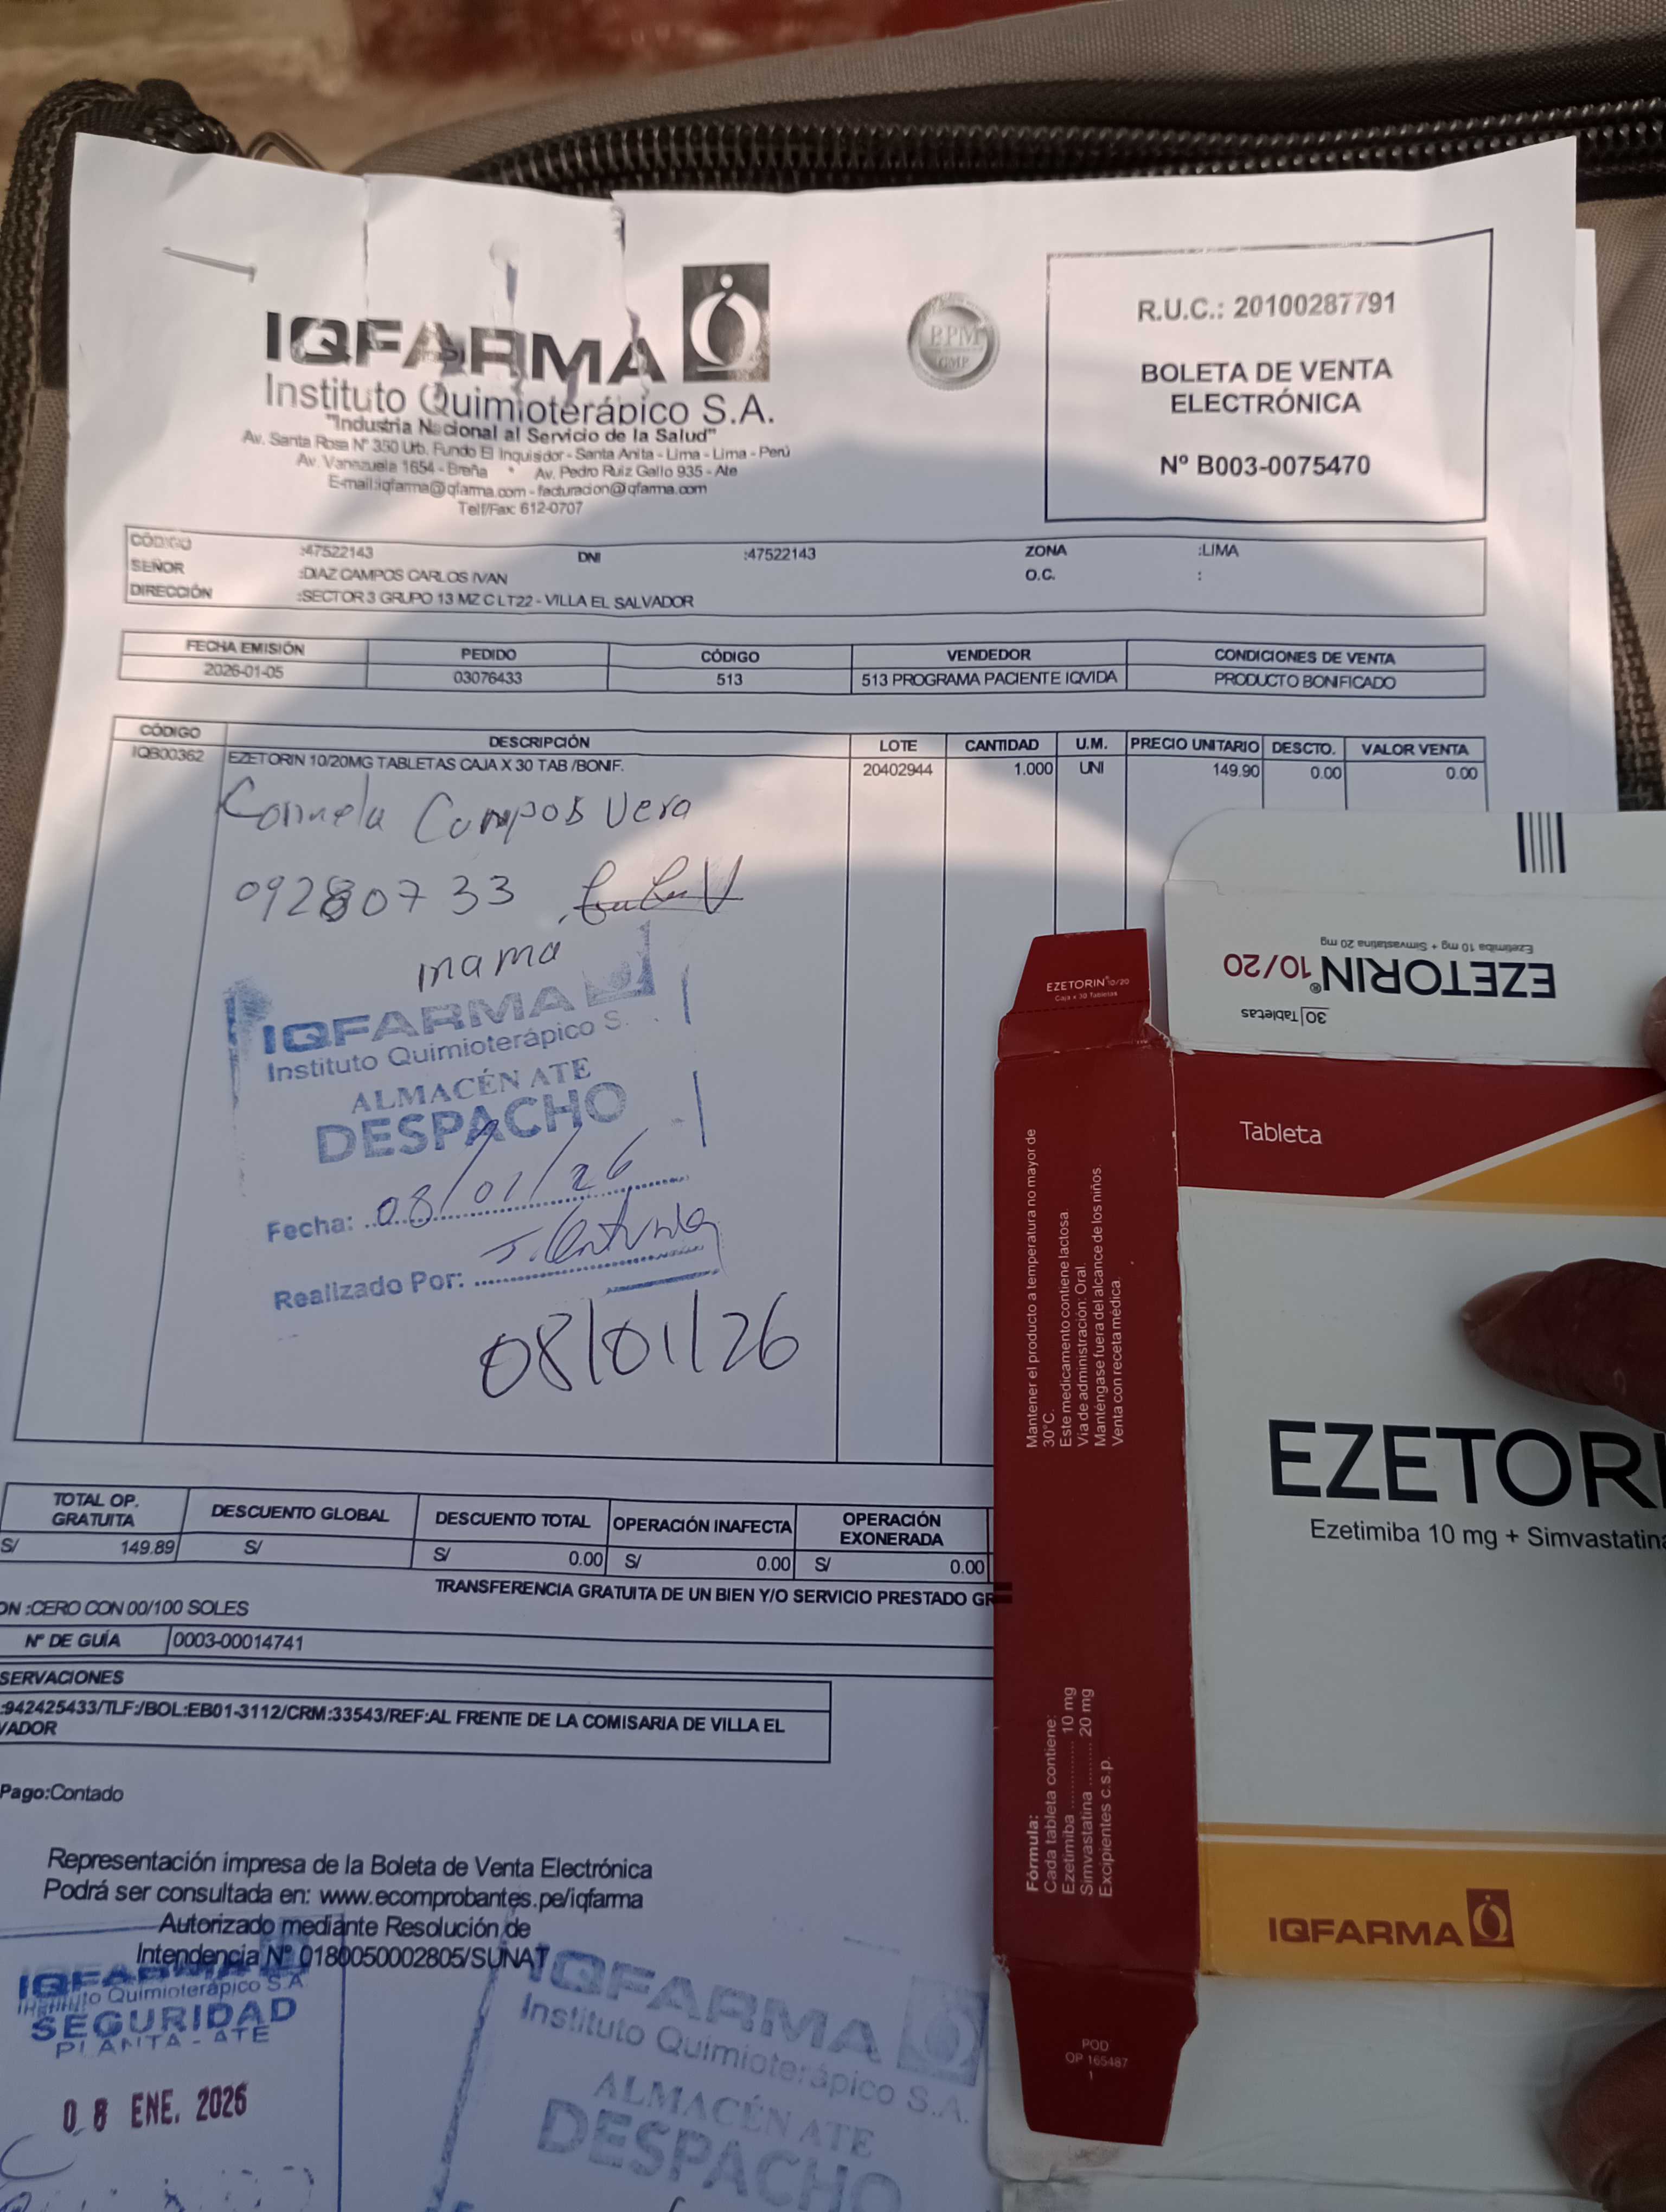 IQFARMA
Instituto Quimioterápico S.A.
"Industria Nacional al Servicio de la Salud"
Av. Santa Rosa N° 350 Urb. Fundo El Inquisidor - Santa Anita - Lima - Lima - Perú
Av. Vanezuela 1654 - Breña * Av. Pedro Ruiz Gallo 935 - Ate
E-mail:iqfarma@iqfarma.com - facturacion@iqfarma.com
Telf/Fax: 612-0707
BPM
GMP
R.U.C.: 20100287791
BOLETA DE VENTA
ELECTRÓNICA
Nº B003-0075470
CÓDIGO :47522143 DNI :47522143 ZONA :LIMA
SEÑOR :DIAZ CAMPOS CARLOS IVAN O.C. :
DIRECCIÓN :SECTOR 3 GRUPO 13 MZ C LT22 - VILLA EL SALVADOR
FECHA EMISIÓN PEDIDO CÓDIGO VENDEDOR CONDICIONES DE VENTA
2026-01-05 03076433 513 513 PROGRAMA PACIENTE IQVIDA PRODUCTO BONIFICADO
CÓDIGO DESCRIPCIÓN LOTE CANTIDAD U.M. PRECIO UNITARIO DESCTO. VALOR VENTA
IQB00362 EZETORIN 10/20MG TABLETAS CAJA X 30 TAB /BONIF. 20402944 1.000 UNI 149.90 0.00 0.00
Campos Vera
09280733
mama
IQFARMA
Instituto Quimioterápico S.
ALMACÉN ATE
DESPACHO
Fecha: 08/01/26
Realizado Por:
08/01/26
TOTAL OP. GRATUITA DESCUENTO GLOBAL DESCUENTO TOTAL OPERACIÓN INAFECTA OPERACIÓN EXONERADA
S/ 149.89 S/ S/ 0.00 S/ 0.00 S/ 0.00
TRANSFERENCIA GRATUITA DE UN BIEN Y/O SERVICIO PRESTADO GR
ON :CERO CON 00/100 SOLES
Nº DE GUÍA 0003-00014741
SERVACIONES
:942425433/TLF:/BOL:EB01-3112/CRM:33543/REF:AL FRENTE DE LA COMISARIA DE VILLA EL
VADOR
Pago:Contado
Representación impresa de la Boleta de Venta Electrónica
Podrá ser consultada en: www.ecomprobantes.pe/iqfarma
Autorizado mediante Resolución de
Intendencia Nº 0180050002805/SUNAT
IQFARMA
Instituto Quimioterápico S.A
SEGURIDAD
PLANTA - ATE
08 ENE. 2026
IQFARMA
Instituto Quimioterápico S.A.
ALMACÉN ATE
DESPACHO
30 Tabletas
EZETORIN® 10/20
Ezetimiba 10 mg + Simvastatina 20 mg
EZETORIN® 10/20
Caja x 30 Tabletas
Mantener el producto a temperatura no mayor de
30°C.
Este medicamento contiene lactosa.
Vía de administración: Oral.
Manténgase fuera del alcance de los niños.
Venta con receta médica.
Fórmula:
Cada tableta contiene:
Ezetimiba ............ 10 mg
Simvastatina ........ 20 mg
Excipientes c.s.p.
POD
OP 165487
1
Tableta
EZETORI
Ezetimiba 10 mg + Simvastatina
IQFARMA